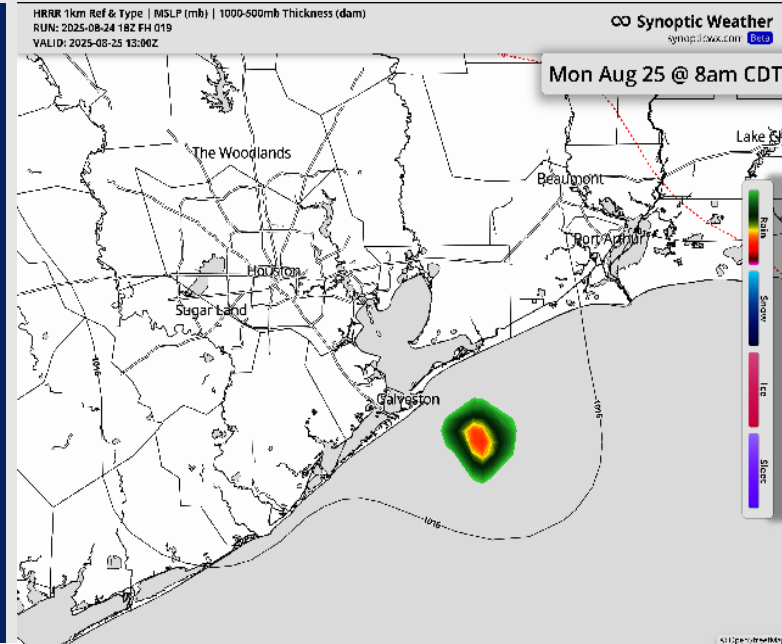 HRRR 1km Ref & Type | MSLP (mb) | 1000-500mb Thickness (dam)
RUN: 2025-08-24 18Z FH 019
VALID: 2025-08-25 13:00Z
Synoptic Weather
synopticwx.com Beta
Mon Aug 25 @ 8am CDT
Lake
The Woodlands
Beaumont
Port Arthur
Houston
Sugar Land
Galveston
1016
1016
1016
Rain
Snow
Ice
Sleet